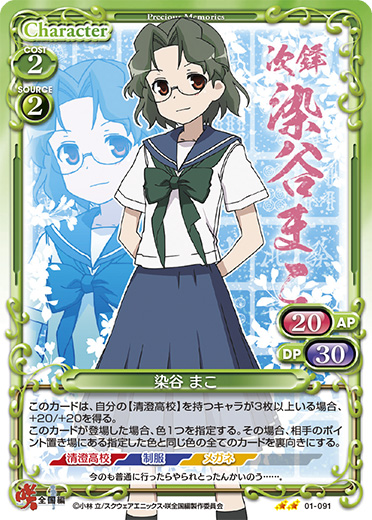 Precious Memories
Character
COST
2
SOURCE
2
次鋒
染谷まこ
20 AP
DP 30
染谷 まこ
このカードは、自分の【清澄高校】を持つキャラが3枚以上いる場合、
+20/+20を得る。
このカードが登場した場合、色1つを指定する。その場合、相手のポ
イント置き場にある指定した色と同じ色の全てのカードを裏向きにする。
清澄高校 制服 メガネ
今のも普通に行ったらやられとったんかいのう……。
咲 全国編
©小林 立/スクウェアエニックス・咲全国編製作委員会
01-091